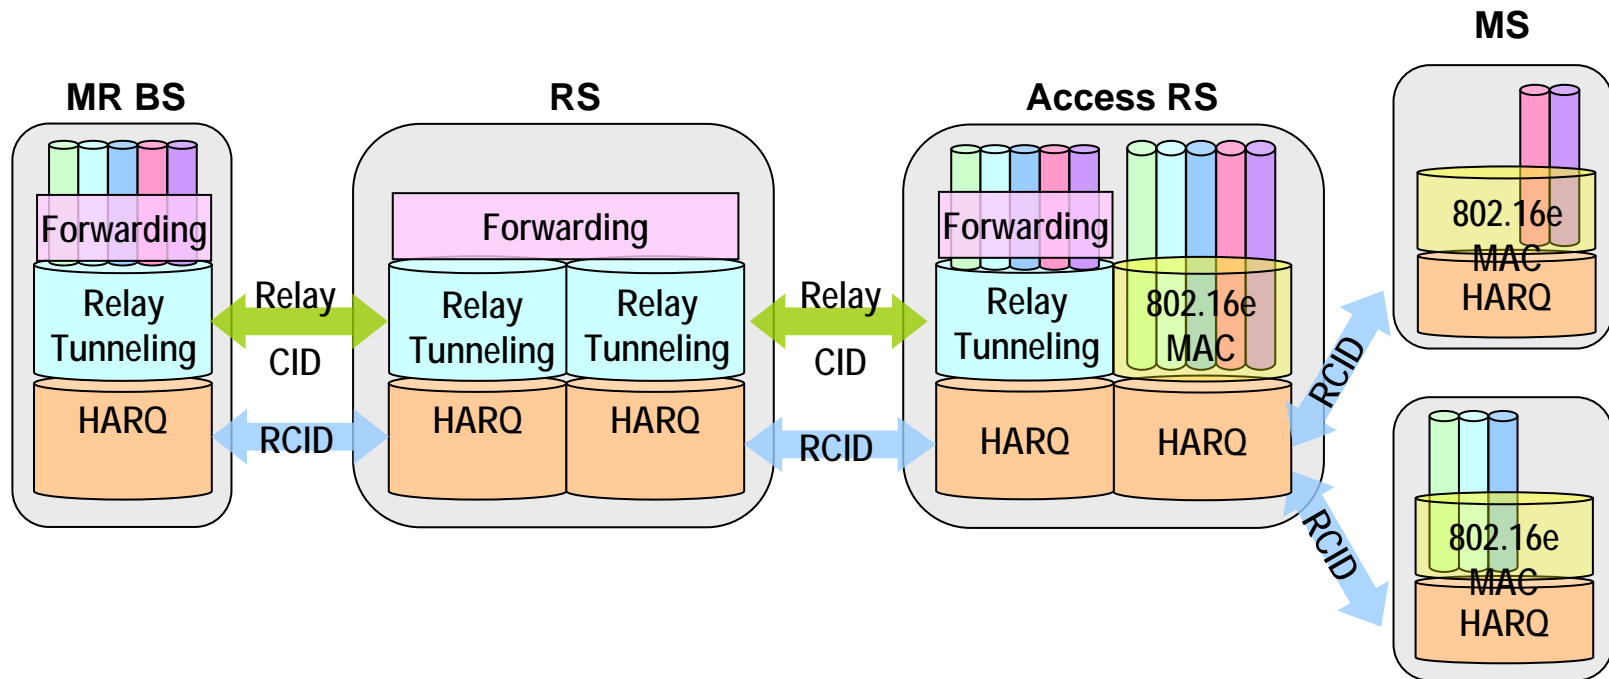 MS
MR BS
RS
Access RS
Forwarding
Relay
Tunneling
HARQ
Relay
CID
RCID
Forwarding
Relay
Tunneling
Relay
Tunneling
HARQ
HARQ
Relay
CID
RCID
Forwarding
Relay
Tunneling
802.16e
MAC
HARQ
HARQ
RCID
RCID
802.16e
MAC
HARQ
802.16e
MAC
HARQ